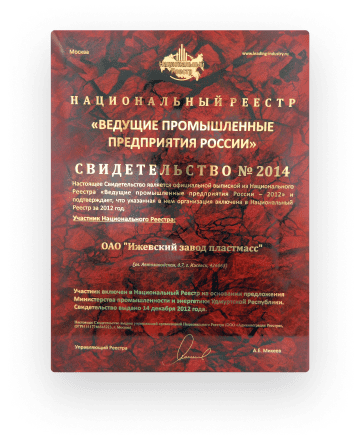 Москва
www.leading-industry.ru
Национальный
Реестр
НАЦИОНАЛЬНЫЙ РЕЕСТР
«ВЕДУЩИЕ ПРОМЫШЛЕННЫЕ
ПРЕДПРИЯТИЯ РОССИИ»
СВИДЕТЕЛЬСТВО № 2014
Настоящее Свидетельство является официальной выпиской из Национального
Реестра «Ведущие промышленные предприятия России – 2012» и
подтверждает, что указанная в нем организация включена в Национальный
Реестр за 2012 год
Участник Национального Реестра:
ОАО "Ижевский завод пластмасс"
Участник включен в Национальный Реестр на основании предложения
Министерства промышленности и энергетики Удмуртской Республики.
Свидетельство выдано 14 декабря 2012 года.
Управляющий Реестра
А.Е. Михеев